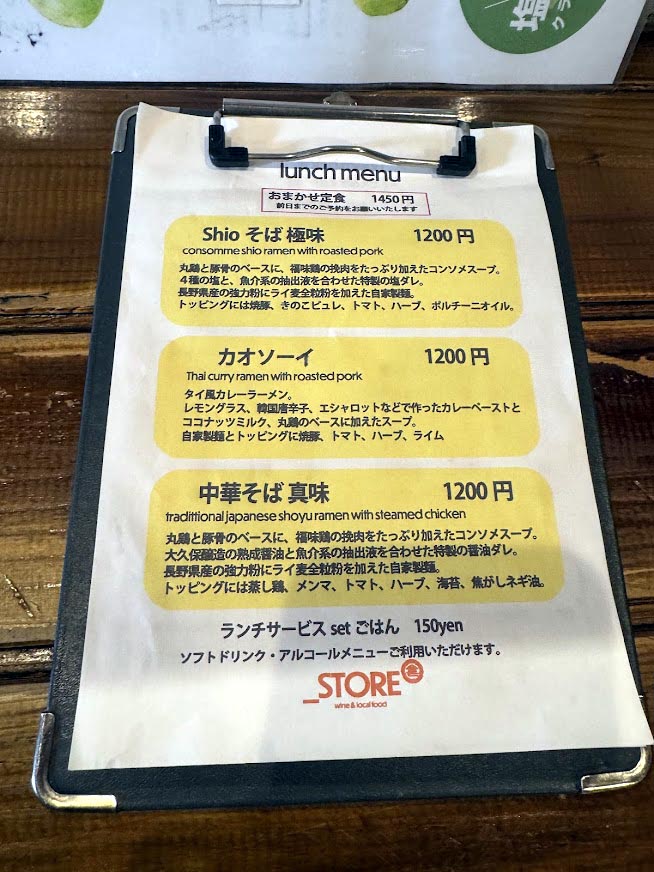 塩
クラ
lunch menu
おまかせ定食 1450円
前日までのご予約をお願いいたします
Shio そば 極味 1200 円
consomme shio ramen with roasted pork
丸鶏と豚骨のベースに、福味鶏の挽肉をたっぷり加えたコンソメスープ。
４種の塩と、魚介系の抽出液を合わせた特製の塩ダレ。
長野県産の強力粉にライ麦全粒粉を加えた自家製麺。
トッピングには焼豚、きのこピュレ、トマト、ハーブ、ポルチーニオイル。
カオソーイ 1200 円
Thai curry ramen with roasted pork
タイ風カレーラーメン。
レモングラス、韓国唐辛子、エシャロットなどで作ったカレーペーストと
ココナッツミルク、丸鶏のベースに加えたスープ。
自家製麺とトッピングに焼豚、トマト、ハーブ、ライム
中華そば 真味 1200 円
tradittional japanese shoyu ramen with steamed chicken
丸鶏と豚骨のベースに、福味鶏の挽肉をたっぷり加えたコンソメスープ。
大久保醸造の熟成醤油と魚介系の抽出液を合わせた特製の醤油ダレ。
長野県産の強力粉にライ麦全粒粉を加えた自家製麺。
トッピングには蒸し鶏、メンマ、トマト、ハーブ、海苔、焦がしネギ油。
ランチサービス set ごはん 150yen
ソフトドリンク・アルコールメニューご利用いただけます。
_STORE
wine & local food